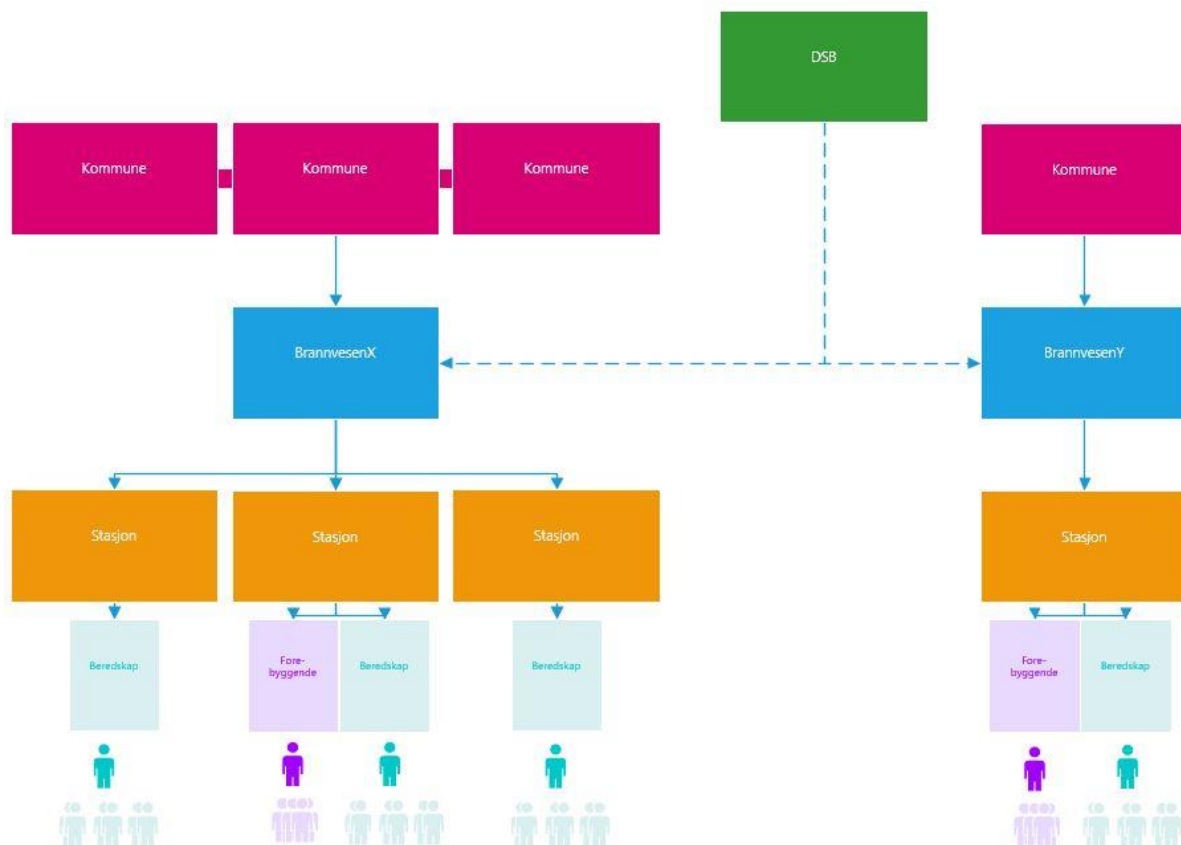 DSB
Kommune
Kommune
Kommune
Kommune
BrannvesenX
BrannvesenY
Stasjon
Stasjon
Stasjon
Stasjon
Beredskap
Fore-
byggende
Beredskap
Beredskap
Fore-
byggende
Beredskap